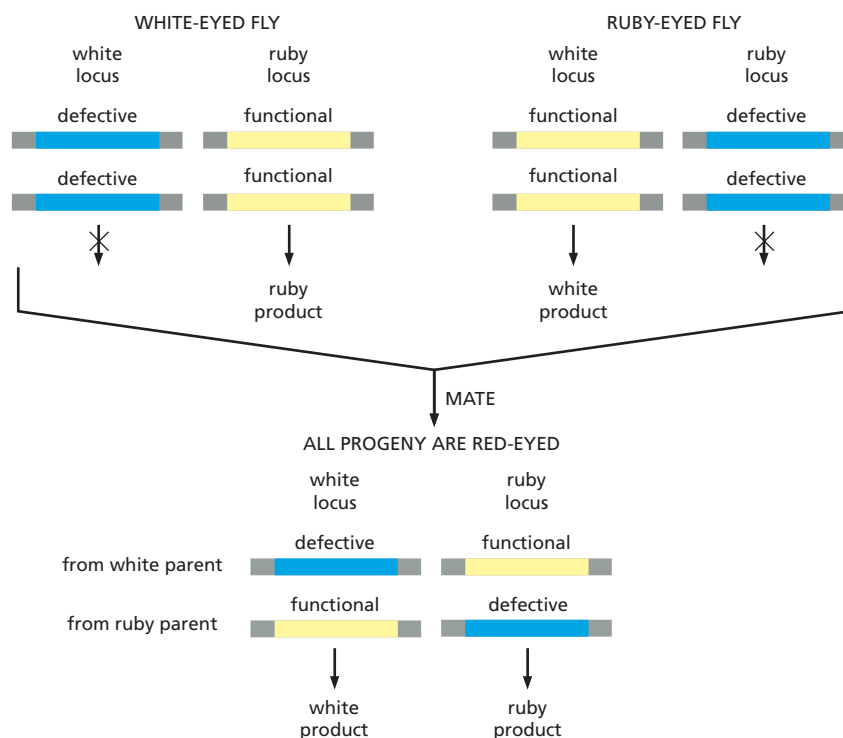 WHITE-EYED FLY
RUBY-EYED FLY
white
locus
ruby
locus
white
locus
ruby
locus
defective
functional
functional
defective
defective
functional
functional
defective
ruby
product
white
product
MATE
ALL PROGENY ARE RED-EYED
white
locus
ruby
locus
defective
functional
from white parent
functional
defective
from ruby parent
white
product
ruby
product